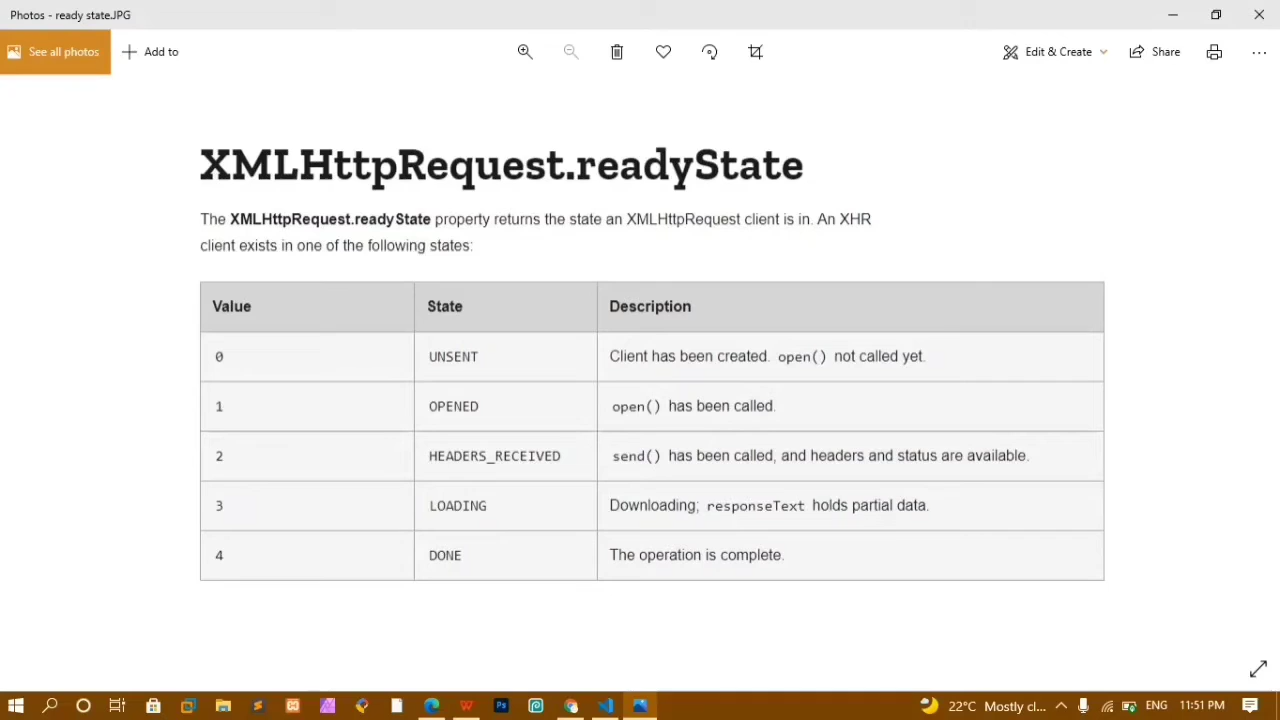 Photos - ready state.JPG
See all photos
Add to
Edit & Create
Share
XMLHttpRequest.readyState
The XMLHttpRequest.readyState property returns the state an XMLHttpRequest client is in. An XHR
client exists in one of the following states:
Value State Description
0 UNSENT Client has been created. open() not called yet.
1 OPENED open() has been called.
2 HEADERS_RECEIVED send() has been called, and headers and status are available.
3 LOADING Downloading; responseText holds partial data.
4 DONE The operation is complete.
22°C Mostly cl... ENG 11:51 PM